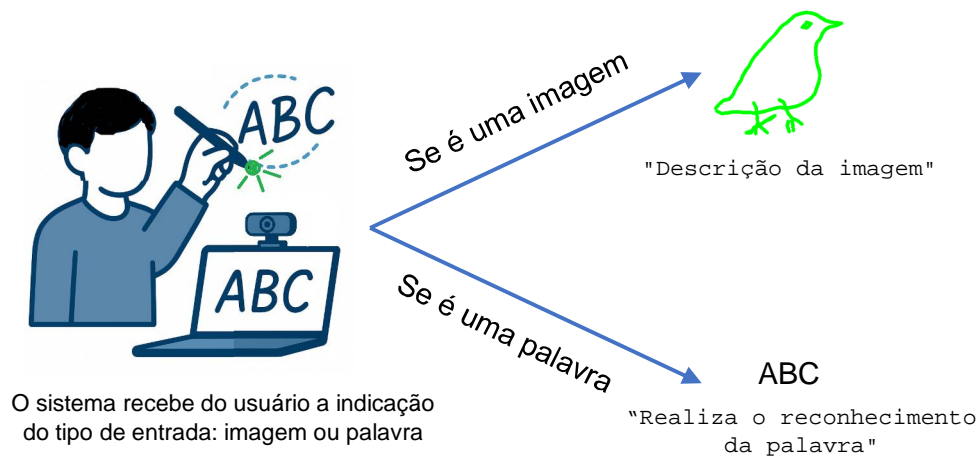 ABC
ABC
O sistema recebe do usuário a indicação
do tipo de entrada: imagem ou palavra
Se é uma imagem
"Descrição da imagem"
Se é uma palavra
ABC
“Realiza o reconhecimento
da palavra"